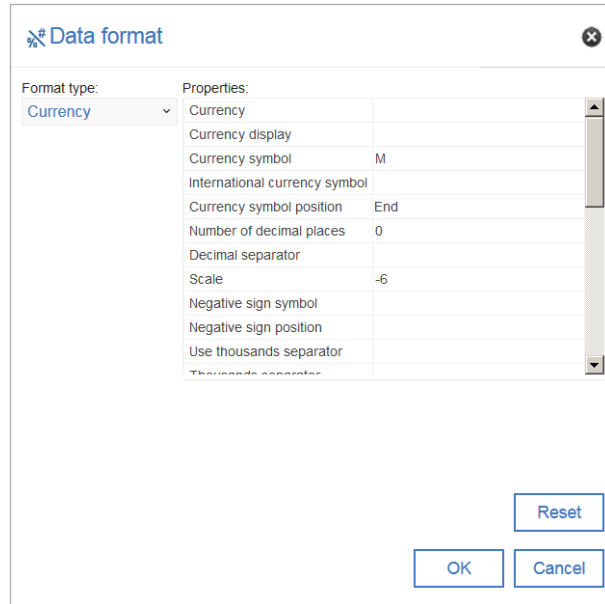 Data format
Format type:
Properties:
Currency
Currency
Currency display
Currency symbol M
International currency symbol
Currency symbol position End
Number of decimal places 0
Decimal separator
Scale -6
Negative sign symbol
Negative sign position
Use thousands separator
Thousands separator
Reset
OK
Cancel